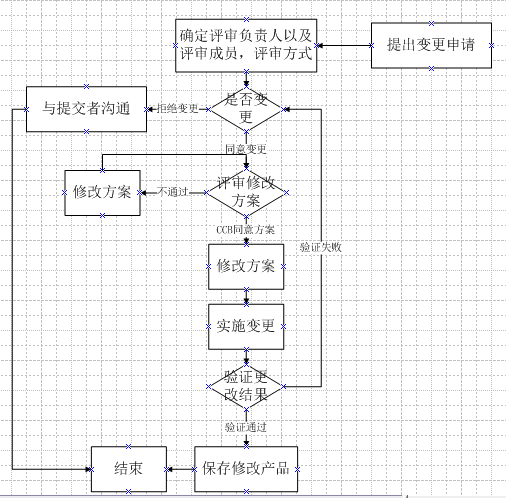 确定评审负责人以及
评审成员，评审方式
提出变更申请
与提交者沟通
拒绝变更
是否变
更
同意变更
修改方案
不通过
评审修改
方案
CCB同意方案
验证失败
修改方案
实施变更
验证更
改结果
验证通过
结束
保存修改产品